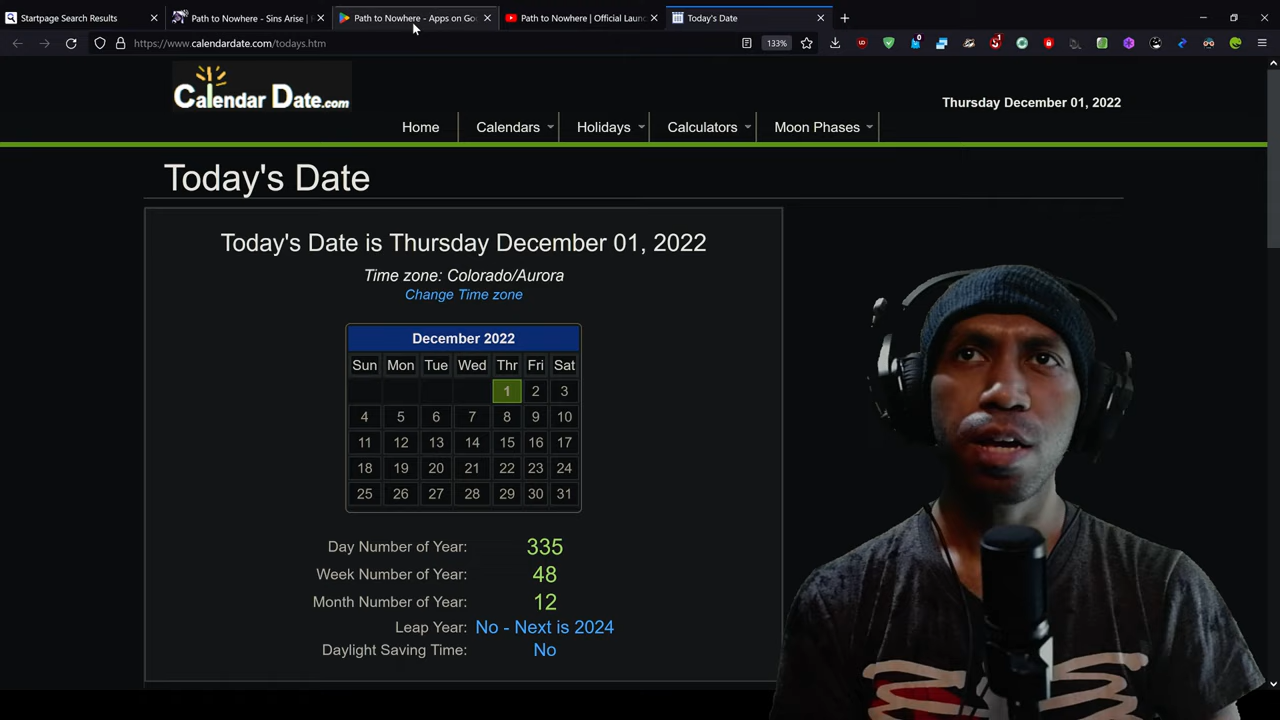 Startpage Search Results
Path to Nowhere - Sins Arise |
Path to Nowhere - Apps on Go
Path to Nowhere | Official Laun
Today's Date
https://www.calendardate.com/todays.htm
133%
Calendar Date.com
Thursday December 01, 2022
Home
Calendars
Holidays
Calculators
Moon Phases
Today's Date
Today's Date is Thursday December 01, 2022
Time zone: Colorado/Aurora
Change Time zone
December 2022
Sun Mon Tue Wed Thr Fri Sat
1 2 3
4 5 6 7 8 9 10
11 12 13 14 15 16 17
18 19 20 21 22 23 24
25 26 27 28 29 30 31
Day Number of Year: 335
Week Number of Year: 48
Month Number of Year: 12
Leap Year: No - Next is 2024
Daylight Saving Time: No